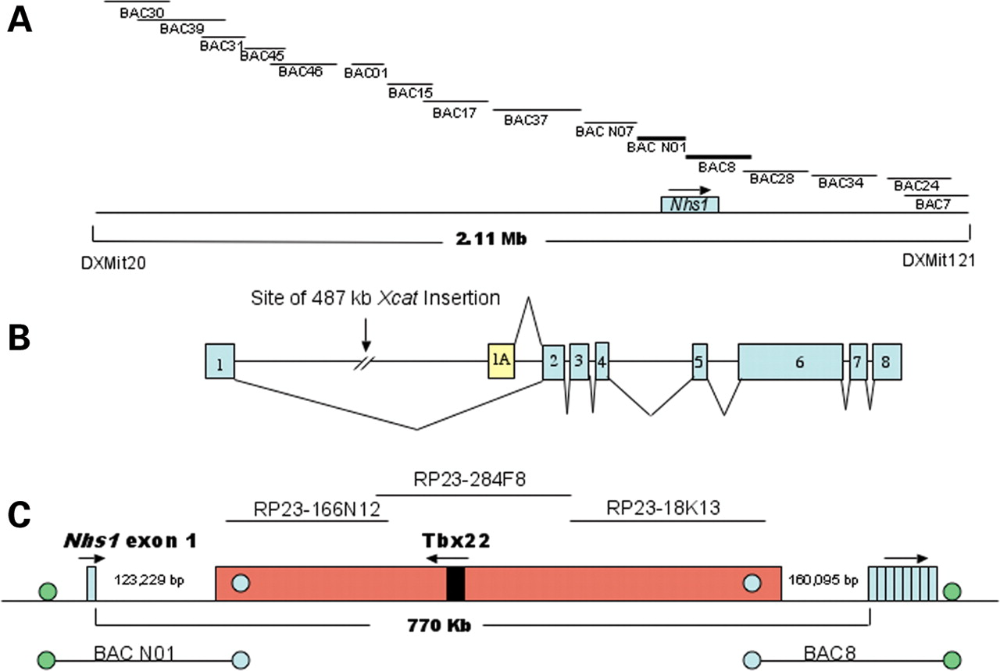 A
BAC30
BAC39
BAC31
BAC45
BAC46
BAC01
BAC15
BAC17
BAC37
BAC N07
BAC N01
BAC8
BAC28
BAC34
BAC24
BAC7
Nhs1
2.11 Mb
DXMit20
DXMit121
Site of 487 kb Xcat Insertion
B
1
1A
2
3
4
5
6
7
8
RP23-284F8
C
RP23-166N12
RP23-18K13
Nhs1 exon 1
Tbx22
123,229 bp
160,095 bp
770 Kb
BAC N01
BAC8